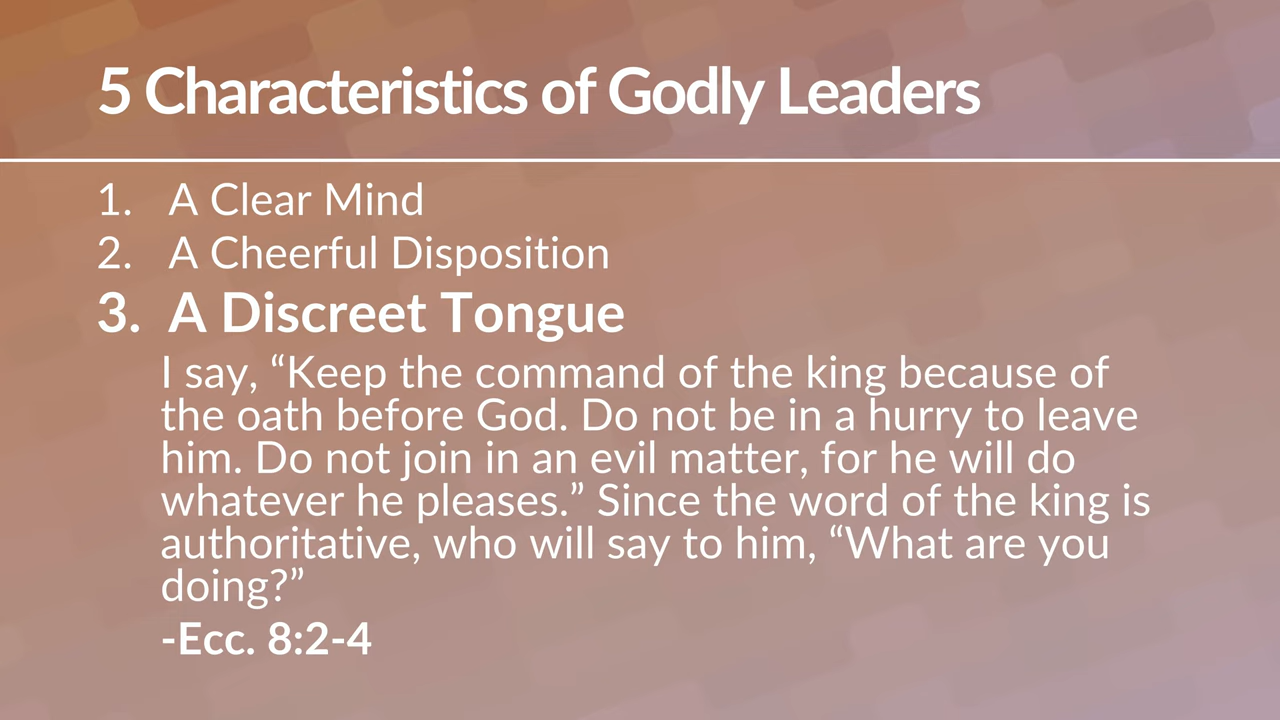 5 Characteristics of Godly Leaders
1. A Clear Mind
2. A Cheerful Disposition
3. A Discreet Tongue
I say, “Keep the command of the king because of
the oath before God. Do not be in a hurry to leave
him. Do not join in an evil matter, for he will do
whatever he pleases.” Since the word of the king is
authoritative, who will say to him, “What are you
doing?”
-Ecc. 8:2-4